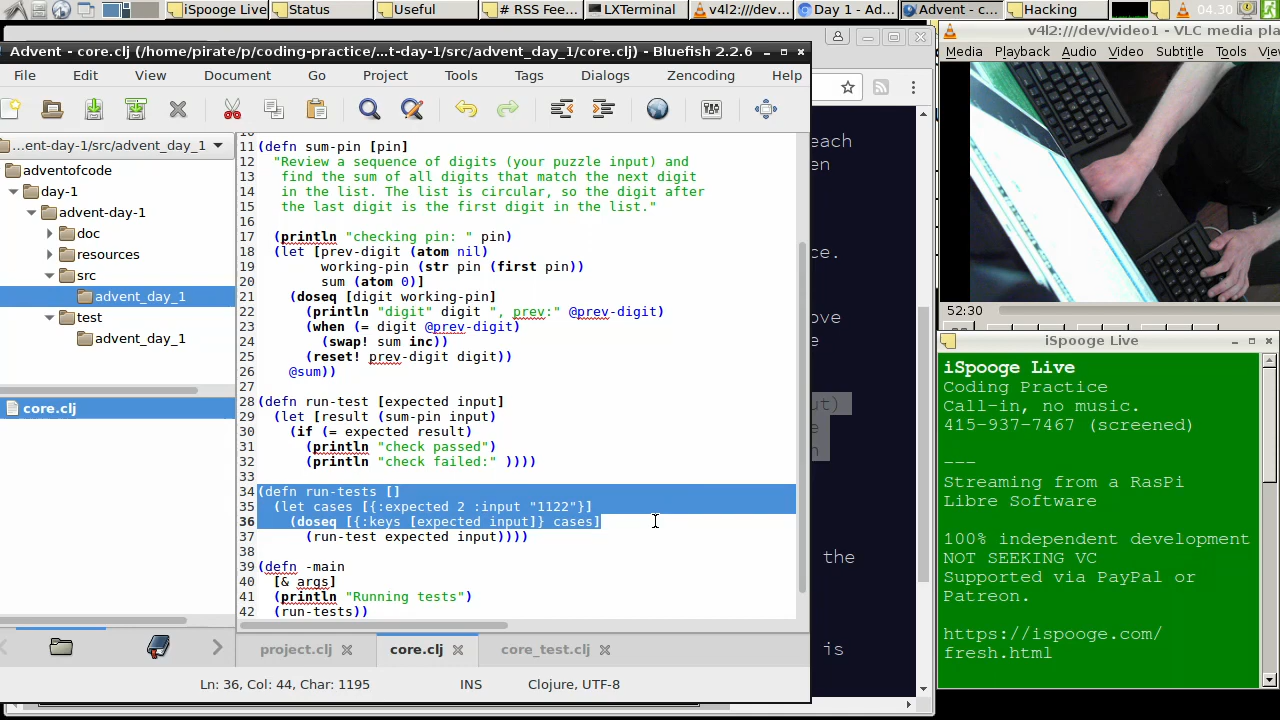 iSpooge Live
Status
Useful
# RSS Fee...
LXTerminal
v4l2:///dev...
Day 1 - Ad...
Advent - c...
Hacking
04.30
Advent - core.clj (/home/pirate/p/coding-practice/...t-day-1/src/advent_day_1/core.clj) - Bluefish 2.2.6
File Edit View Document Go Project Tools Tags Dialogs Zencoding Help
...ent-day-1/src/advent_day_1
adventofcode
day-1
advent-day-1
doc
resources
src
advent_day_1
test
advent_day_1
core.clj
11 (defn sum-pin [pin]
12 "Review a sequence of digits (your puzzle input) and
13 find the sum of all digits that match the next digit
14 in the list. The list is circular, so the digit after
15 the last digit is the first digit in the list."
16
17 (println "checking pin: " pin)
18 (let [prev-digit (atom nil)
19 working-pin (str pin (first pin))
20 sum (atom 0)]
21 (doseq [digit working-pin]
22 (println "digit" digit ", prev:" @prev-digit)
23 (when (= digit @prev-digit)
24 (swap! sum inc))
25 (reset! prev-digit digit))
26 @sum))
27
28 (defn run-test [expected input]
29 (let [result (sum-pin input)
30 (if (= expected result)
31 (println "check passed")
32 (println "check failed:" ))))
33
34 (defn run-tests []
35 (let cases [{:expected 2 :input "1122"}]
36 (doseq [{:keys [expected input]} cases]
37 (run-test expected input))))
38
39 (defn -main
40 [& args]
41 (println "Running tests")
42 (run-tests))
project.clj
core.clj
core_test.clj
Ln: 36, Col: 44, Char: 1195 INS Clojure, UTF-8
each
en
ce.
ove
e
ut)
e
n
the
is
v4l2:///dev/video1 - VLC media pla
Media Playback Audio Video Subtitle Tools Vie
52:30
iSpooge Live
iSpooge Live
Coding Practice
Call-in, no music.
415-937-7467 (screened)
---
Streaming from a RasPi
Libre Software
100% independent development
NOT SEEKING VC
Supported via PayPal or
Patreon.
https://ispooge.com/
fresh.html